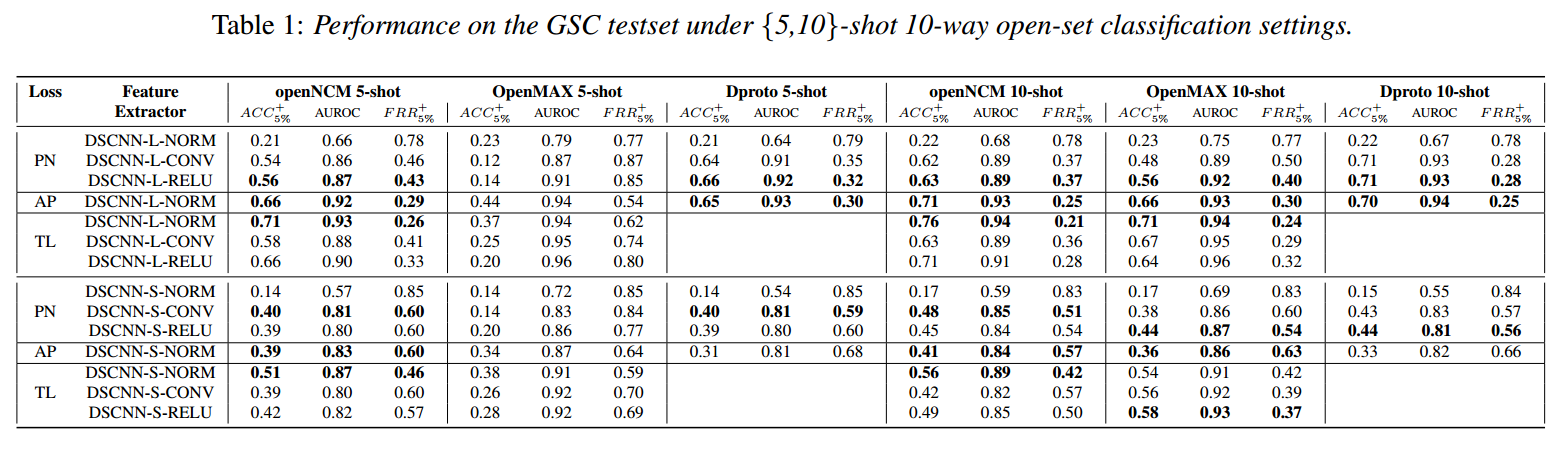 Table 1: Performance on the GSC testset under {5,10}-shot 10-way open-set classification settings.
Loss Feature openNCM 5-shot OpenMAX 5-shot Dproto 5-shot openNCM 10-shot OpenMAX 10-shot Dproto 10-shot
Extractor ACC+5% AUROC FRR+5% ACC+5% AUROC FRR+5% ACC+5% AUROC FRR+5% ACC+5% AUROC FRR+5% ACC+5% AUROC FRR+5% ACC+5% AUROC FRR+5%
DSCNN-L-NORM 0.21 0.66 0.78 0.23 0.79 0.77 0.21 0.64 0.79 0.22 0.68 0.78 0.23 0.75 0.77 0.22 0.67 0.78
PN DSCNN-L-CONV 0.54 0.86 0.46 0.12 0.87 0.87 0.64 0.91 0.35 0.62 0.89 0.37 0.48 0.89 0.50 0.71 0.93 0.28
DSCNN-L-RELU 0.56 0.87 0.43 0.14 0.91 0.85 0.66 0.92 0.32 0.63 0.89 0.37 0.56 0.92 0.40 0.71 0.93 0.28
AP DSCNN-L-NORM 0.66 0.92 0.29 0.44 0.94 0.54 0.65 0.93 0.30 0.71 0.93 0.25 0.66 0.93 0.30 0.70 0.94 0.25
DSCNN-L-NORM 0.71 0.93 0.26 0.37 0.94 0.62 0.76 0.94 0.21 0.71 0.94 0.24
TL DSCNN-L-CONV 0.58 0.88 0.41 0.25 0.95 0.74 0.63 0.89 0.36 0.67 0.95 0.29
DSCNN-L-RELU 0.66 0.90 0.33 0.20 0.96 0.80 0.71 0.91 0.28 0.64 0.96 0.32
DSCNN-S-NORM 0.14 0.57 0.85 0.14 0.72 0.85 0.14 0.54 0.85 0.17 0.59 0.83 0.17 0.69 0.83 0.15 0.55 0.84
PN DSCNN-S-CONV 0.40 0.81 0.60 0.14 0.83 0.84 0.40 0.81 0.59 0.48 0.85 0.51 0.38 0.86 0.60 0.43 0.83 0.57
DSCNN-S-RELU 0.39 0.80 0.60 0.20 0.86 0.77 0.39 0.80 0.60 0.45 0.84 0.54 0.44 0.87 0.54 0.44 0.81 0.56
AP DSCNN-S-NORM 0.39 0.83 0.60 0.34 0.87 0.64 0.31 0.81 0.68 0.41 0.84 0.57 0.36 0.86 0.63 0.33 0.82 0.66
DSCNN-S-NORM 0.51 0.87 0.46 0.38 0.91 0.59 0.56 0.89 0.42 0.54 0.91 0.42
TL DSCNN-S-CONV 0.39 0.80 0.60 0.26 0.92 0.70 0.42 0.82 0.57 0.56 0.92 0.39
DSCNN-S-RELU 0.42 0.82 0.57 0.28 0.92 0.69 0.49 0.85 0.50 0.58 0.93 0.37